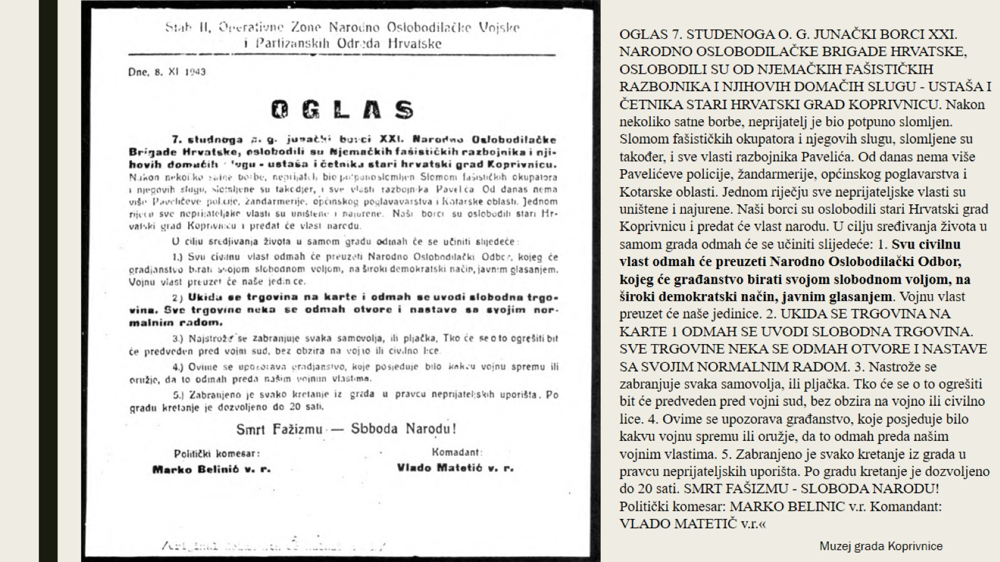 Stab II, Operativne Zone Narodno Oslobodilačke Vojske
i Partizanskih Odreda Hrvatske
Dne, 8. XI 1943
OGLAS
7. studnoga o. g. junački borci XXI. Narodno Oslobodilačke
Brigade Hrvatske, oslobodili su Njemačkih fašističkih razbojnika i nji-
hovih domaćih slugu - ustaša i četnika stari hrvatski grad Koprivnicu.
Nakon nekoliko satne borbe, neprijatelj bio potpuno slomljen Slomom fašističkih okupatora
i njegovih slugu, slomljene su takodjer, i sve vlasti razbojnika Pavelića Od danas nema
više Pavelićeve policije, žandarmerije, općinskog poglavavarstva i Kotarske oblasti. Jednom
riječu sve neprijateljske vlasti su uništene i najurene. Naši borci su oslobodili stari Hr-
vatski grad Koprivnicu i predat će vlast narodu.
U cilju sredjivanja života u samom gradu odmah će se učiniti slijedeće:
1.) Svu civilnu vlast odmah će preuzeti Narodno Oslobodilački Odbor, kojeg će
gradjanstvo birati svojom slobodnom voljom, na široki demokratski način, javnim glasanjem.
Vojnu vlast preuzet će naše jedinice.
2) Ukida se trgovina na karte i odmah se uvodi slobodna trgo-
vina. Sve trgovine neka se odmah otvore i nastave sa svojim nor-
malnim radom.
3.) Najstrože se zabranjuje svaka samovolja, ili pljačka, Tko će se o to ogrešiti bit
će predveden pred vojni sud, bez obzira na vojno ili civilno lice.
4.) Ovime se upozorava gradjanstvo, koje posjeduje bilo kakvu vojnu spremu ili
oružje, da to odmah preda našim vojnim vlastima.
5.) Zabranjeno je svako kretanje iz grada u pravcu neprijateljskih uporišta. Po
gradu kretanje je dozvoljeno do 20 sati.
Smrt Fažizmu — Sbboda Narodu!
Politički komesar:
Marko Belinić v. r.
Komadant:
Vlado Matetić v. r.
OGLAS 7. STUDENOGA O. G. JUNAČKI BORCI XXI.
NARODNO OSLOBODILAČKE BRIGADE HRVATSKE,
OSLOBODILI SU OD NJEMAČKIH FAŠISTIČKIH
RAZBOJNIKA I NJIHOVIH DOMAČIH SLUGU - USTAŠA I
ČETNIKA STARI HRVATSKI GRAD KOPRIVNICU. Nakon
nekoliko satne borbe, neprijatelj je bio potpuno slomljen.
Slomom fašističkih okupatora i njegovih slugu, slomljene su
također, i sve vlasti razbojnika Pavelića. Od danas nema više
Pavelićeve policije, žandarmerije, općinskog poglavarstva i
Kotarske oblasti. Jednom riječju sve neprijateljske vlasti su
uništene i najurene. Naši borci su oslobodili stari Hrvatski grad
Koprivnicu i predat će vlast narodu. U cilju sređivanja života u
samom grada odmah će se učiniti slijedeće: 1. Svu civilnu
vlast odmah će preuzeti Narodno Oslobodilački Odbor,
kojeg će građanstvo birati svojom slobodnom voljom, na
široki demokratski način, javnim glasanjem. Vojnu vlast
preuzet će naše jedinice. 2. UKIDA SE TRGOVINA NA
KARTE 1 ODMAH SE UVODI SLOBODNA TRGOVINA.
SVE TRGOVINE NEKA SE ODMAH OTVORE I NASTAVE
SA SVOJIM NORMALNIM RADOM. 3. Nastrože se
zabranjuje svaka samovolja, ili pljačka. Tko će se o to ogrešiti
bit će predveden pred vojni sud, bez obzira na vojno ili civilno
lice. 4. Ovime se upozorava građanstvo, koje posjeduje bilo
kakvu vojnu spremu ili oružje, da to odmah preda našim
vojnim vlastima. 5. Zabranjeno je svako kretanje iz grada u
pravcu neprijateljskih uporišta. Po gradu kretanje je dozvoljeno
do 20 sati. SMRT FAŠIZMU - SLOBODA NARODU!
Politički komesar: MARKO BELINIC v.r. Komandant:
VLADO MATETIČ v.r.«
Muzej grada Koprivnice